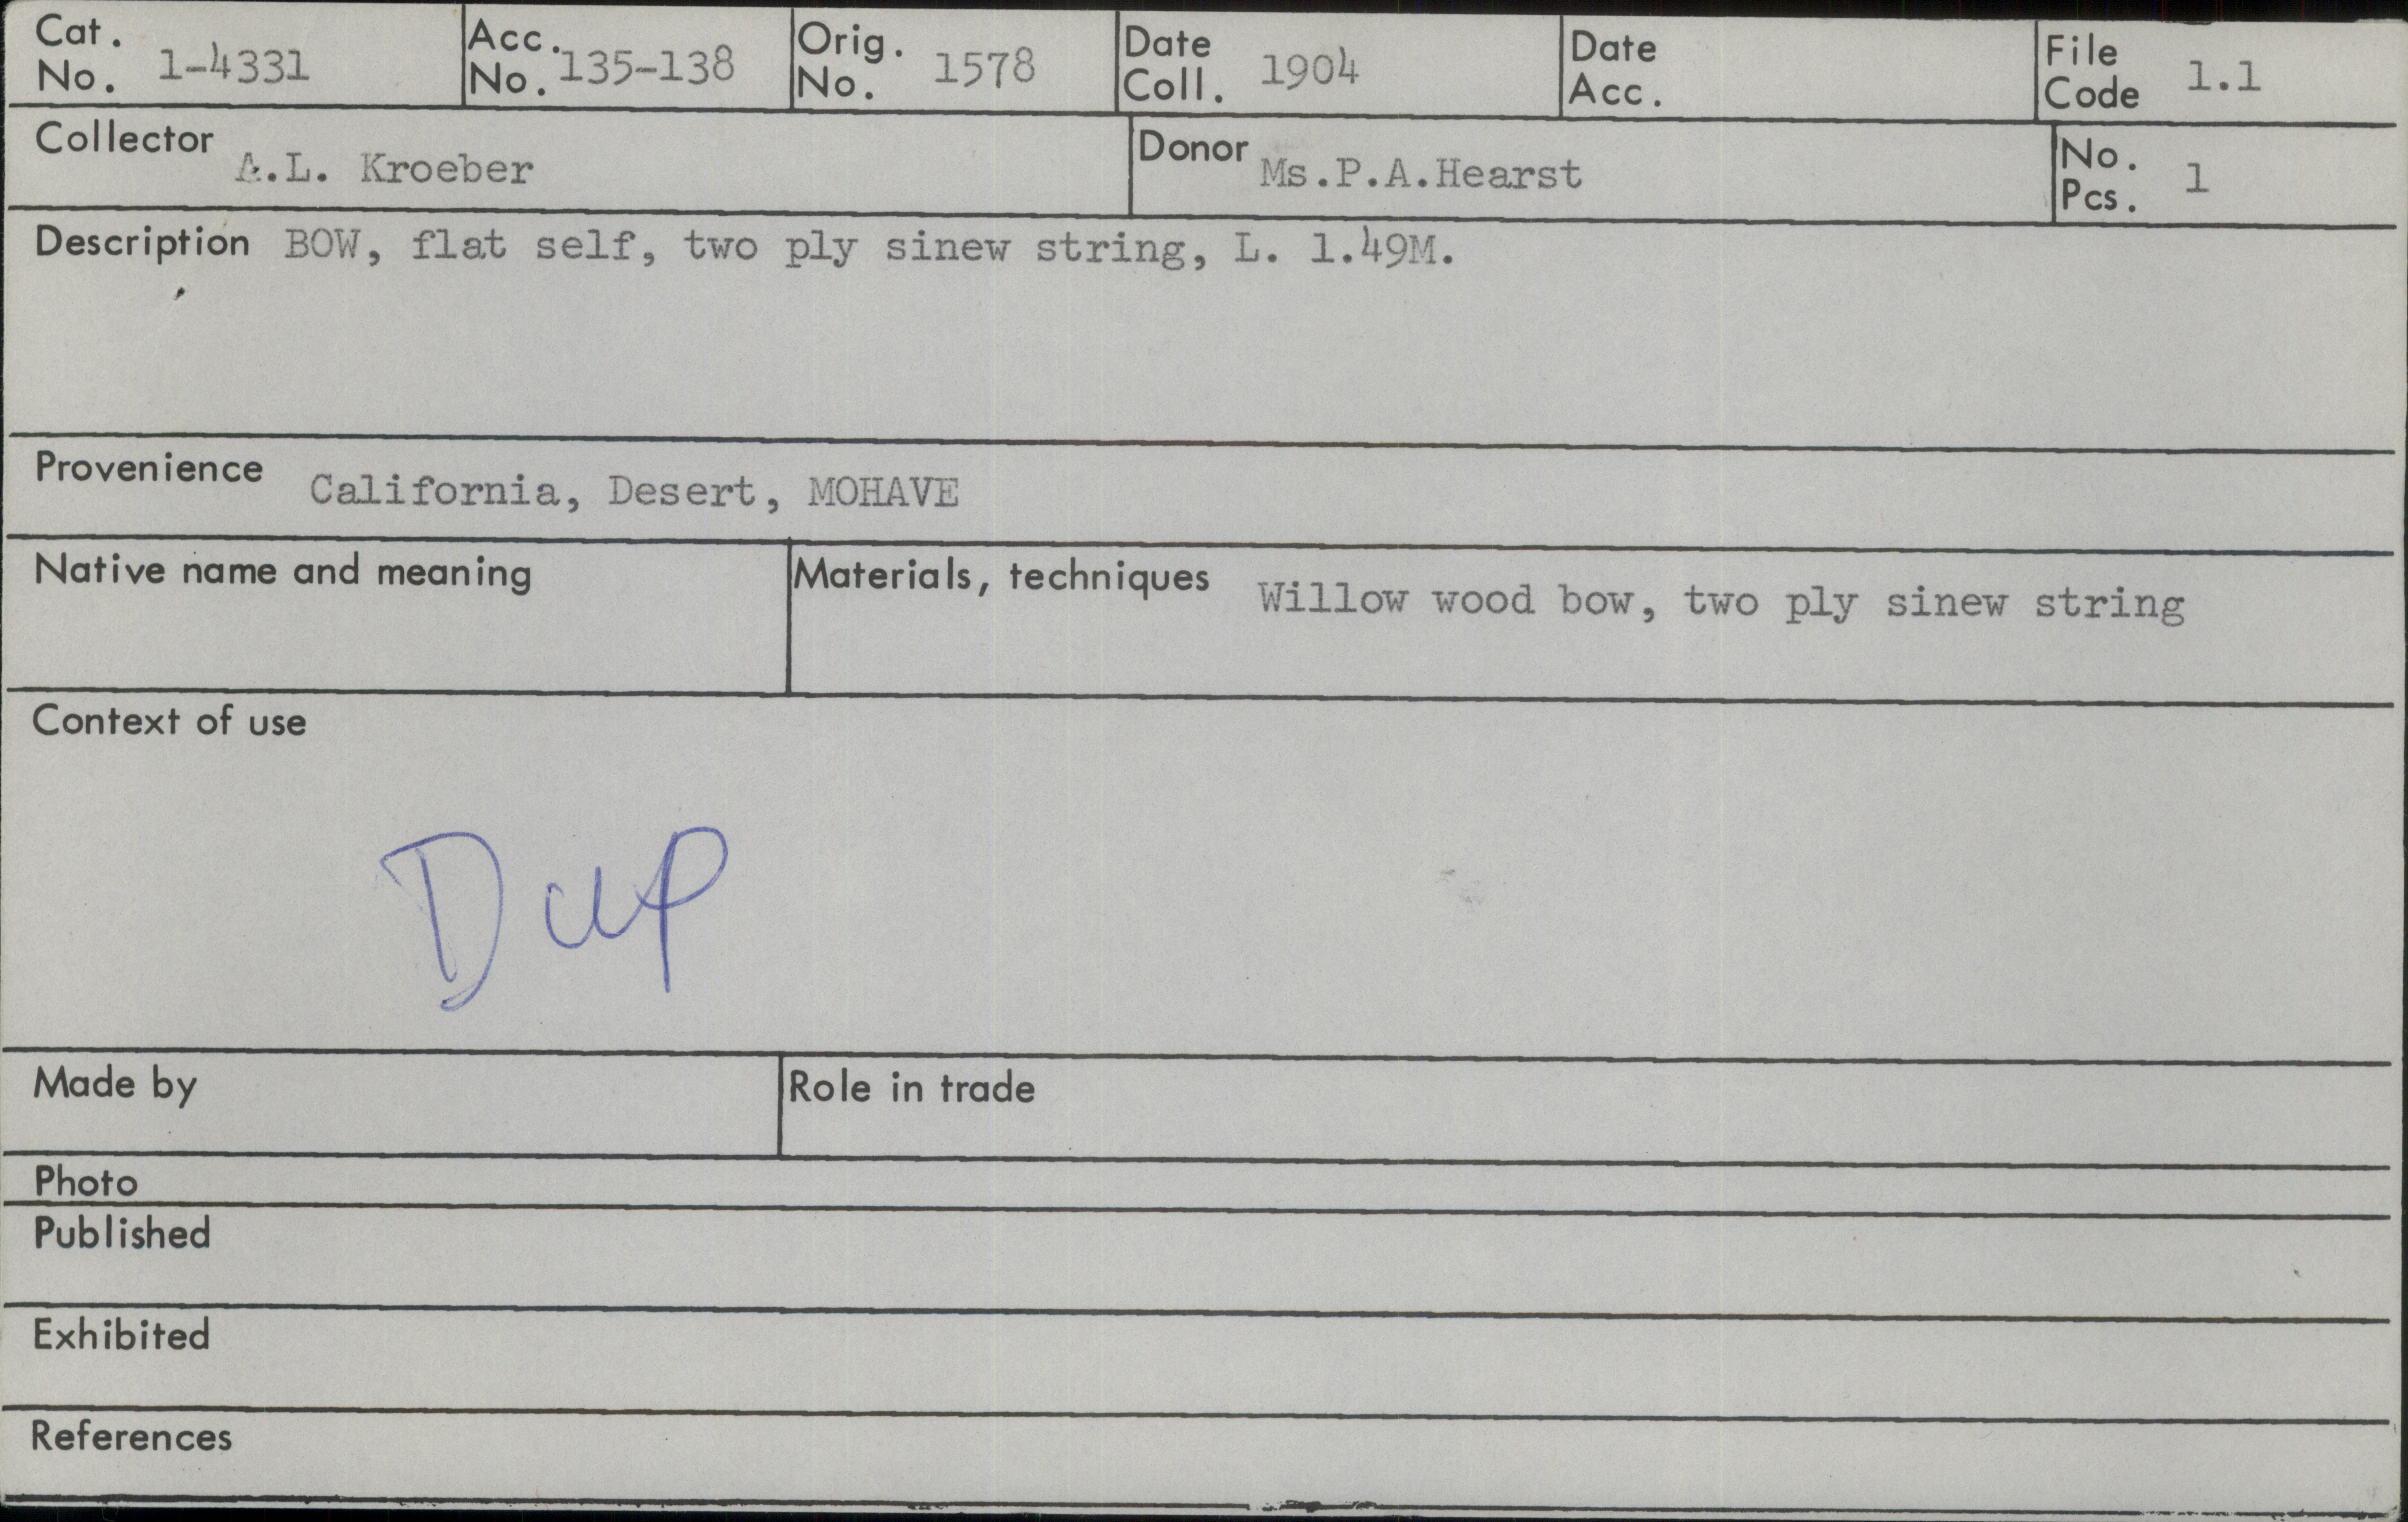 Cat. No. 1-4331 Acc. No. 135-138 Orig. No. 1578 Date Coll. 1904 Date Acc. File Code 1.1
Collector A.L. Kroeber Donor Ms.P.A.Hearst No. Pcs. 1
Description BOW, flat self, two ply sinew string, L. 1.49M.
Provenience California, Desert, MOHAVE
Native name and meaning Materials, techniques Willow wood bow, two ply sinew string
Context of use
Dup
Made by Role in trade
Photo
Published
Exhibited
References